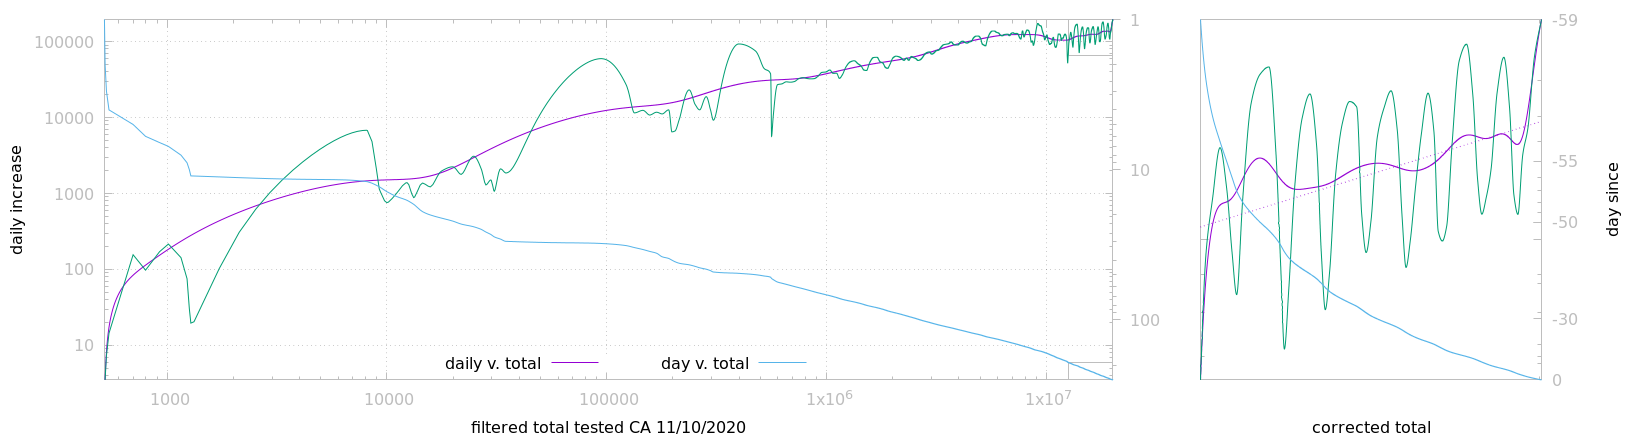 daily increase
100000
10000
1000
100
10
1000
10000
100000
1x10^6
1x10^7
daily v. total
day v. total
1
10
100
filtered total tested CA 11/10/2020
-59
-55
-50
-30
0
day since
corrected total